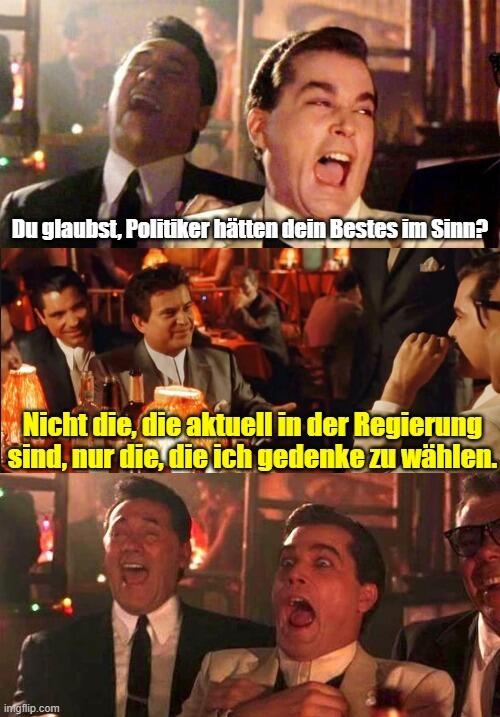 Du glaubst, Politiker hätten dein Bestes im Sinn?
Nicht die, die aktuell in der Regierung
sind, nur die, die ich gedenke zu wählen.
imgflip.com